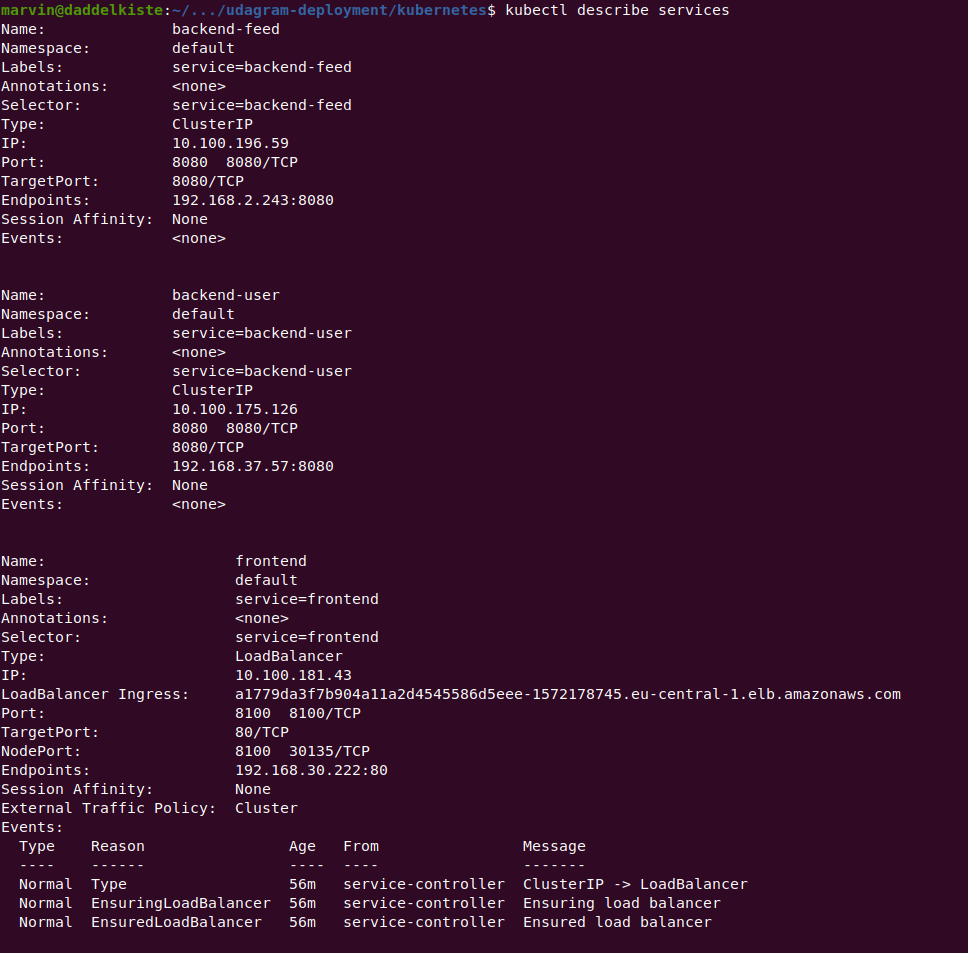 marvin@daddelkiste:~/.../udagram-deployment/kubernetes$ kubectl describe services
Name:              backend-feed
Namespace:         default
Labels:            service=backend-feed
Annotations:       <none>
Selector:          service=backend-feed
Type:              ClusterIP
IP:                10.100.196.59
Port:              8080  8080/TCP
TargetPort:        8080/TCP
Endpoints:         192.168.2.243:8080
Session Affinity:  None
Events:            <none>
Name:              backend-user
Namespace:         default
Labels:            service=backend-user
Annotations:       <none>
Selector:          service=backend-user
Type:              ClusterIP
IP:                10.100.175.126
Port:              8080  8080/TCP
TargetPort:        8080/TCP
Endpoints:         192.168.37.57:8080
Session Affinity:  None
Events:            <none>
Name:                     frontend
Namespace:                default
Labels:                   service=frontend
Annotations:              <none>
Selector:                 service=frontend
Type:                     LoadBalancer
IP:                       10.100.181.43
LoadBalancer Ingress:     a1779da3f7b904a11a2d4545586d5eee-1572178745.eu-central-1.elb.amazonaws.com
Port:                     8100  8100/TCP
TargetPort:               80/TCP
NodePort:                 8100  30135/TCP
Endpoints:                192.168.30.222:80
Session Affinity:         None
External Traffic Policy:  Cluster
Events:
  Type    Reason                Age   From                Message
  ----    ------                ----  ----                -------
  Normal  Type                  56m   service-controller  ClusterIP -> LoadBalancer
  Normal  EnsuringLoadBalancer  56m   service-controller  Ensuring load balancer
  Normal  EnsuredLoadBalancer   56m   service-controller  Ensured load balancer